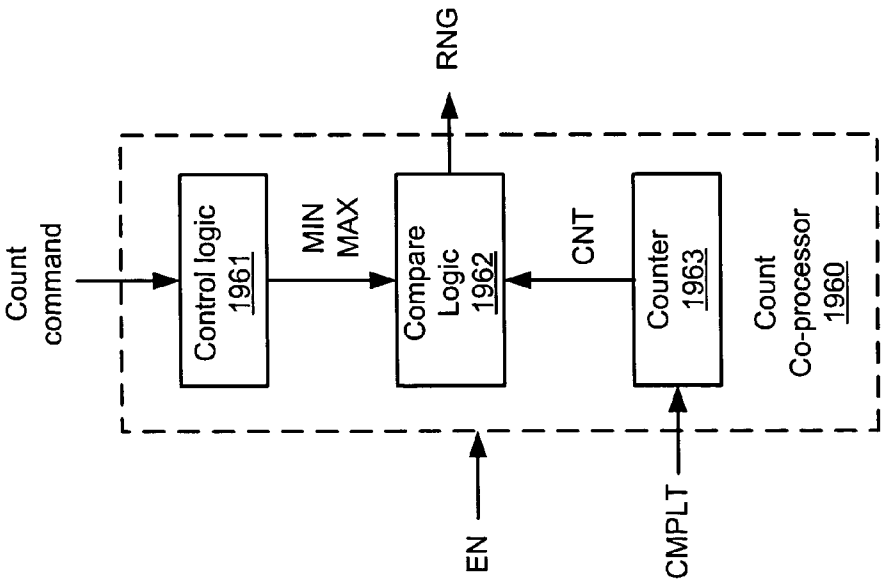 Count
command
Control logic
1961
MIN
MAX
RNG
Compare
Logic
1962
EN
CNT
Counter
1963
CMPLT
Count
Co-processor
1960